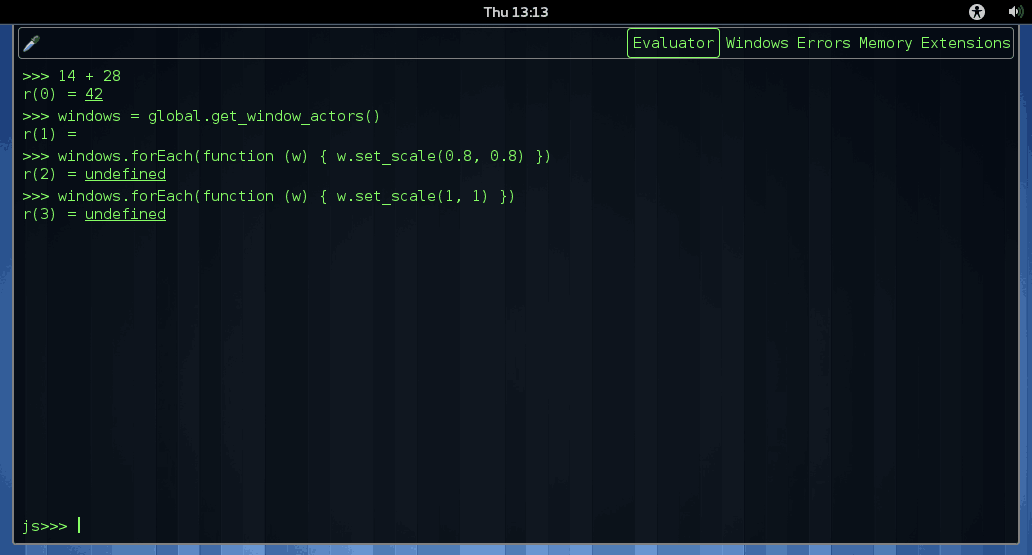 Thu 13:13
Evaluator Windows Errors Memory Extensions
>>> 14 + 28
r(0) = 42
>>> windows = global.get_window_actors()
r(1) =
>>> windows.forEach(function (w) { w.set_scale(0.8, 0.8) })
r(2) = undefined
>>> windows.forEach(function (w) { w.set_scale(1, 1) })
r(3) = undefined
js>>>